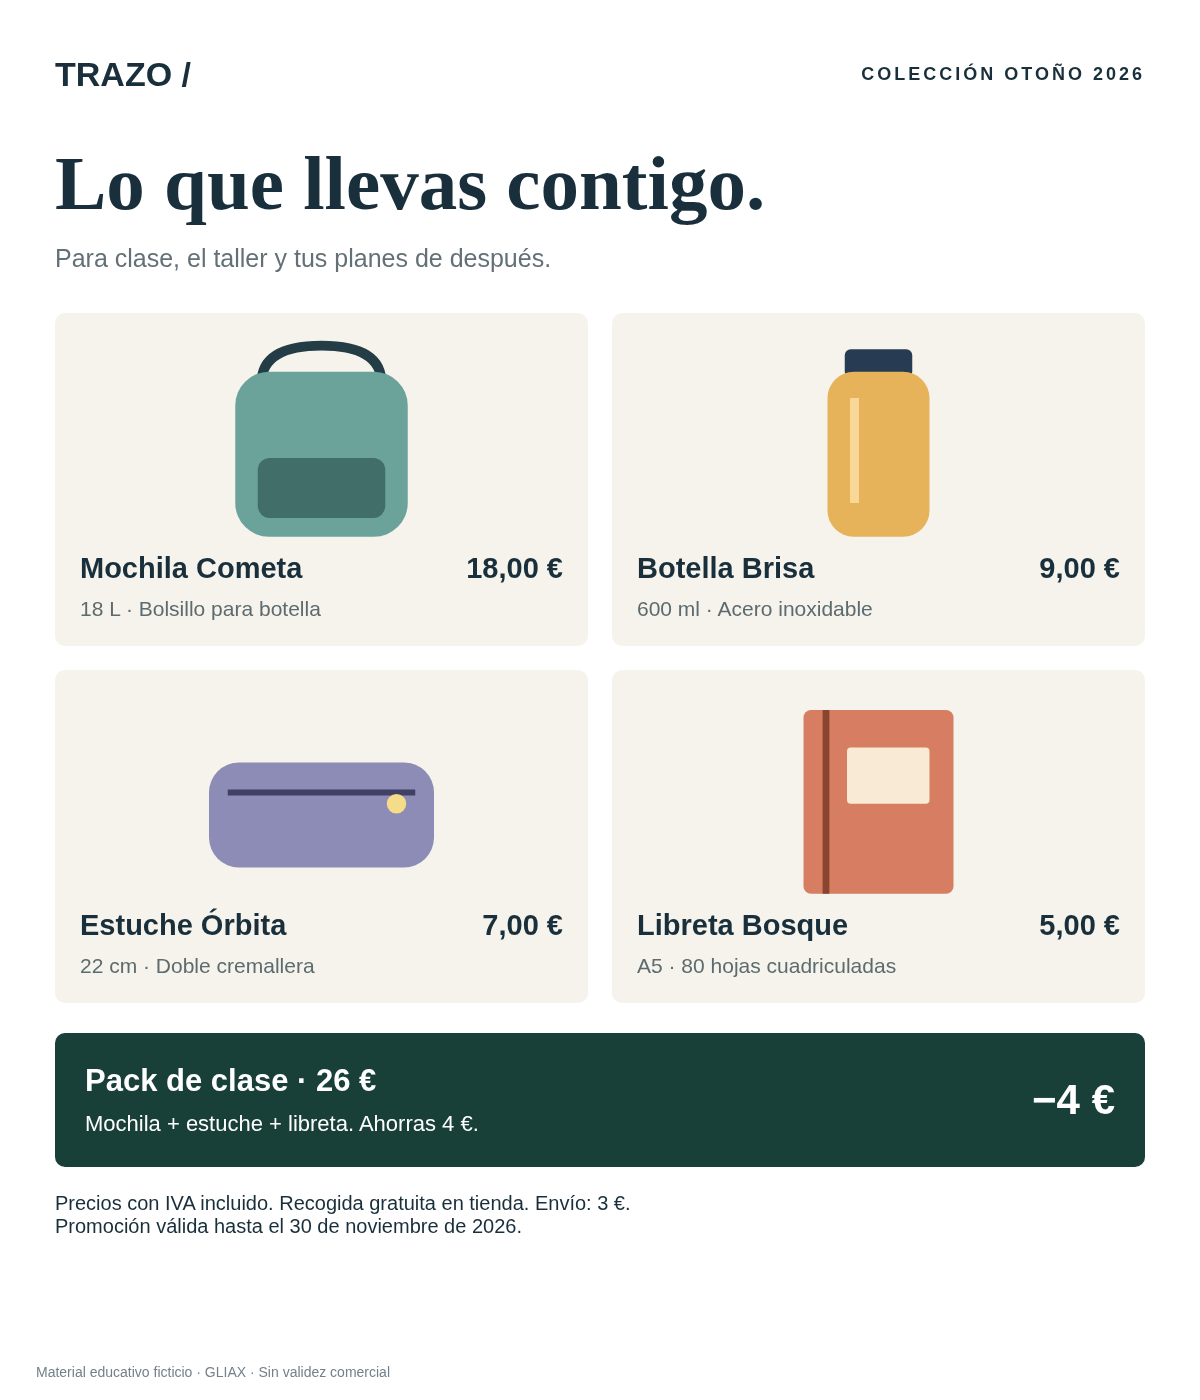 TRAZO /
COLECCIÓN OTOÑO 2026
Lo que llevas contigo.
Para clase, el taller y tus planes de después.
Mochila Cometa 18,00 €
18 L · Bolsillo para botella
Botella Brisa 9,00 €
600 ml · Acero inoxidable
Estuche Órbita 7,00 €
22 cm · Doble cremallera
Libreta Bosque 5,00 €
A5 · 80 hojas cuadriculadas
Pack de clase · 26 €
Mochila + estuche + libreta. Ahorras 4 €.
−4 €
Precios con IVA incluido. Recogida gratuita en tienda. Envío: 3 €.
Promoción válida hasta el 30 de noviembre de 2026.
Material educativo ficticio · GLIAX · Sin validez comercial